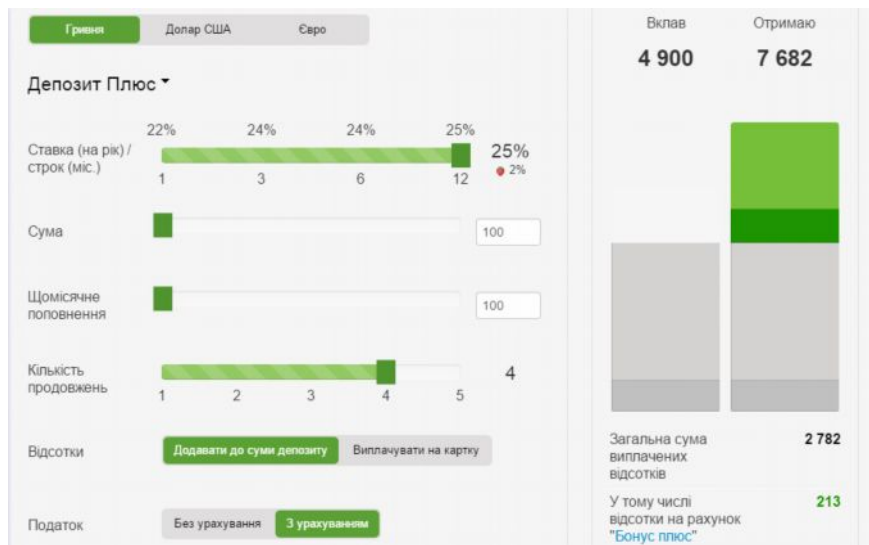 Гривня Долар США Євро
Депозит Плюс
22% 24% 24% 25%
Ставка (на рік) /
строк (міс.)
25%
2%
1 3 6 12
Сума
100
Щомісячне
поповнення
100
Кількість
продовжень
4
1 2 3 4 5
Відсотки
Додавати до суми депозиту Виплачувати на картку
Податок
Без урахування З урахуванням
Вклав Отримаю
4 900 7 682
Загальна сума 2 782
виплачених
відсотків
У тому числі 213
відсотки на рахунок
"Бонус плюс"